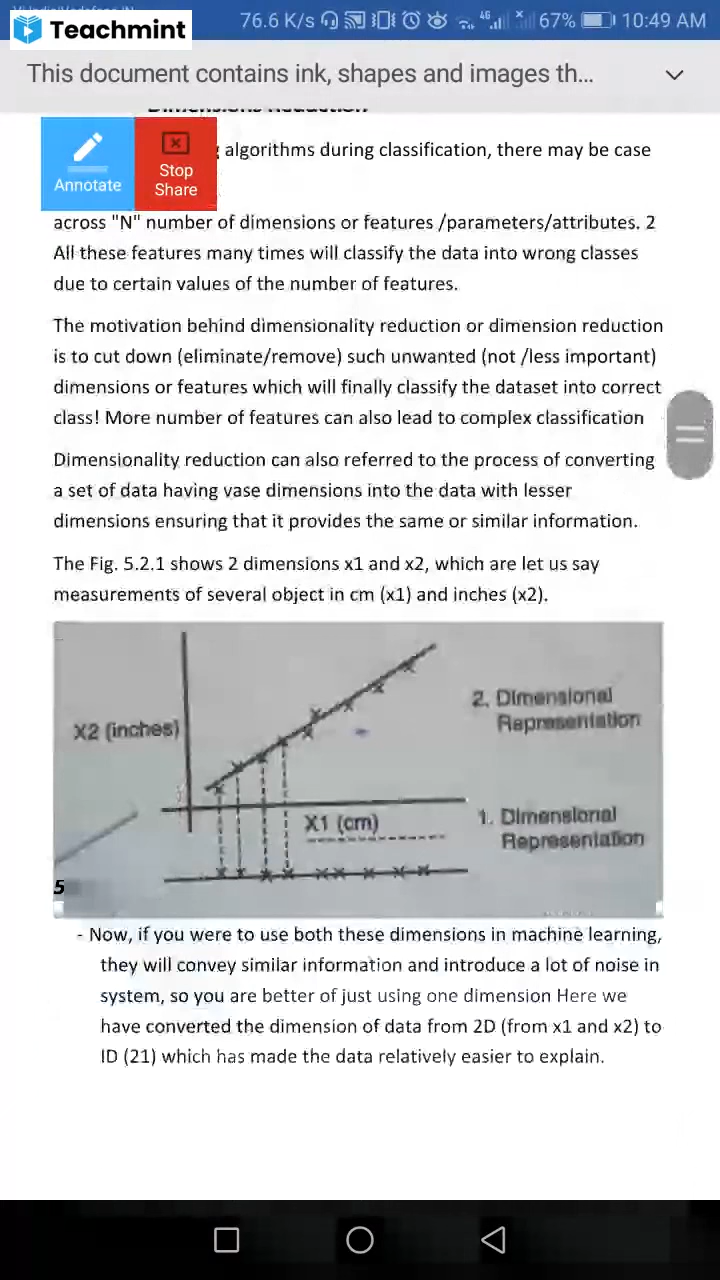 76.6 K/s 4G 67% 10:49 AM
Teachmint
This document contains ink, shapes and images th...
Dimensions Reduction
Annotate
Stop
Share
algorithms during classification, there may be case
across "N" number of dimensions or features /parameters/attributes. 2
All these features many times will classify the data into wrong classes
due to certain values of the number of features.
The motivation behind dimensionality reduction or dimension reduction
is to cut down (eliminate/remove) such unwanted (not /less important)
dimensions or features which will finally classify the dataset into correct
class! More number of features can also lead to complex classification
Dimensionality reduction can also referred to the process of converting
a set of data having vase dimensions into the data with lesser
dimensions ensuring that it provides the same or similar information.
The Fig. 5.2.1 shows 2 dimensions x1 and x2, which are let us say
measurements of several object in cm (x1) and inches (x2).
X2 (inches)
2. Dimensional
Representation
X1 (cm)
1. Dimensional
Representation
5
- Now, if you were to use both these dimensions in machine learning,
they will convey similar information and introduce a lot of noise in
system, so you are better of just using one dimension Here we
have converted the dimension of data from 2D (from x1 and x2) to
ID (21) which has made the data relatively easier to explain.